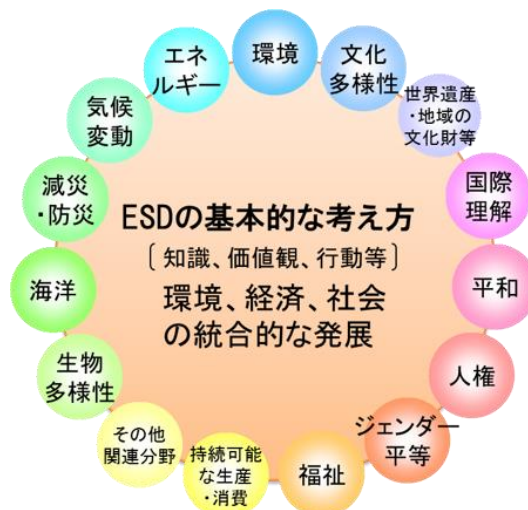 環境
文化
多様性
世界遺産
・地域の
文化財等
国際
理解
平和
人権
ジェンダー
平等
福祉
持続可能
な生産
・消費
その他
関連分野
生物
多様性
海洋
減災
・防災
気候
変動
エネ
ルギー
ESDの基本的な考え方
〔知識、価値観、行動等〕
環境、経済、社会
の統合的な発展